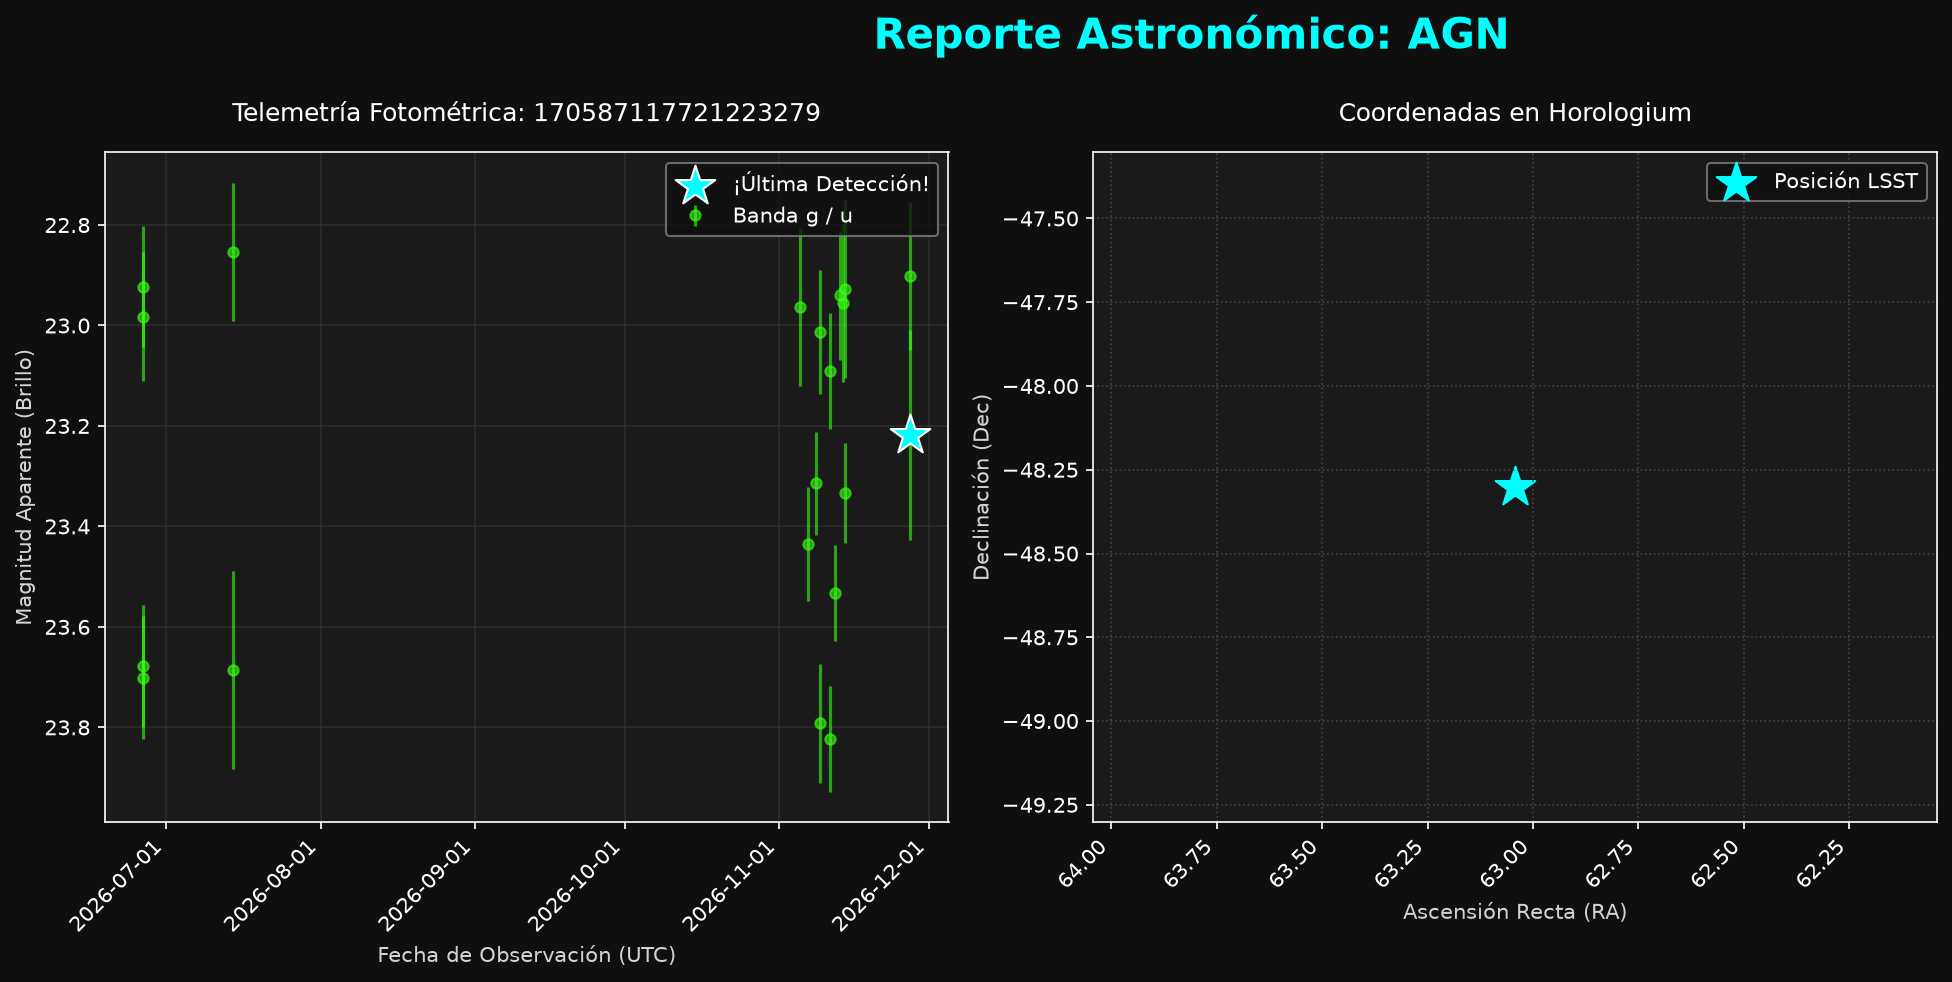 Reporte Astronómico: AGN
Telemetría Fotométrica: 170587117721223279
¡Última Detección!
Banda g / u
Magnitud Aparente (Brillo)
22.8
23.0
23.2
23.4
23.6
23.8
2026-07-01
2026-08-01
2026-09-01
2026-10-01
2026-11-01
2026-12-01
Fecha de Observación (UTC)
Coordenadas en Horologium
Posición LSST
Declinación (Dec)
−47.50
−47.75
−48.00
−48.25
−48.50
−48.75
−49.00
−49.25
64.00
63.75
63.50
63.25
63.00
62.75
62.50
62.25
Ascensión Recta (RA)